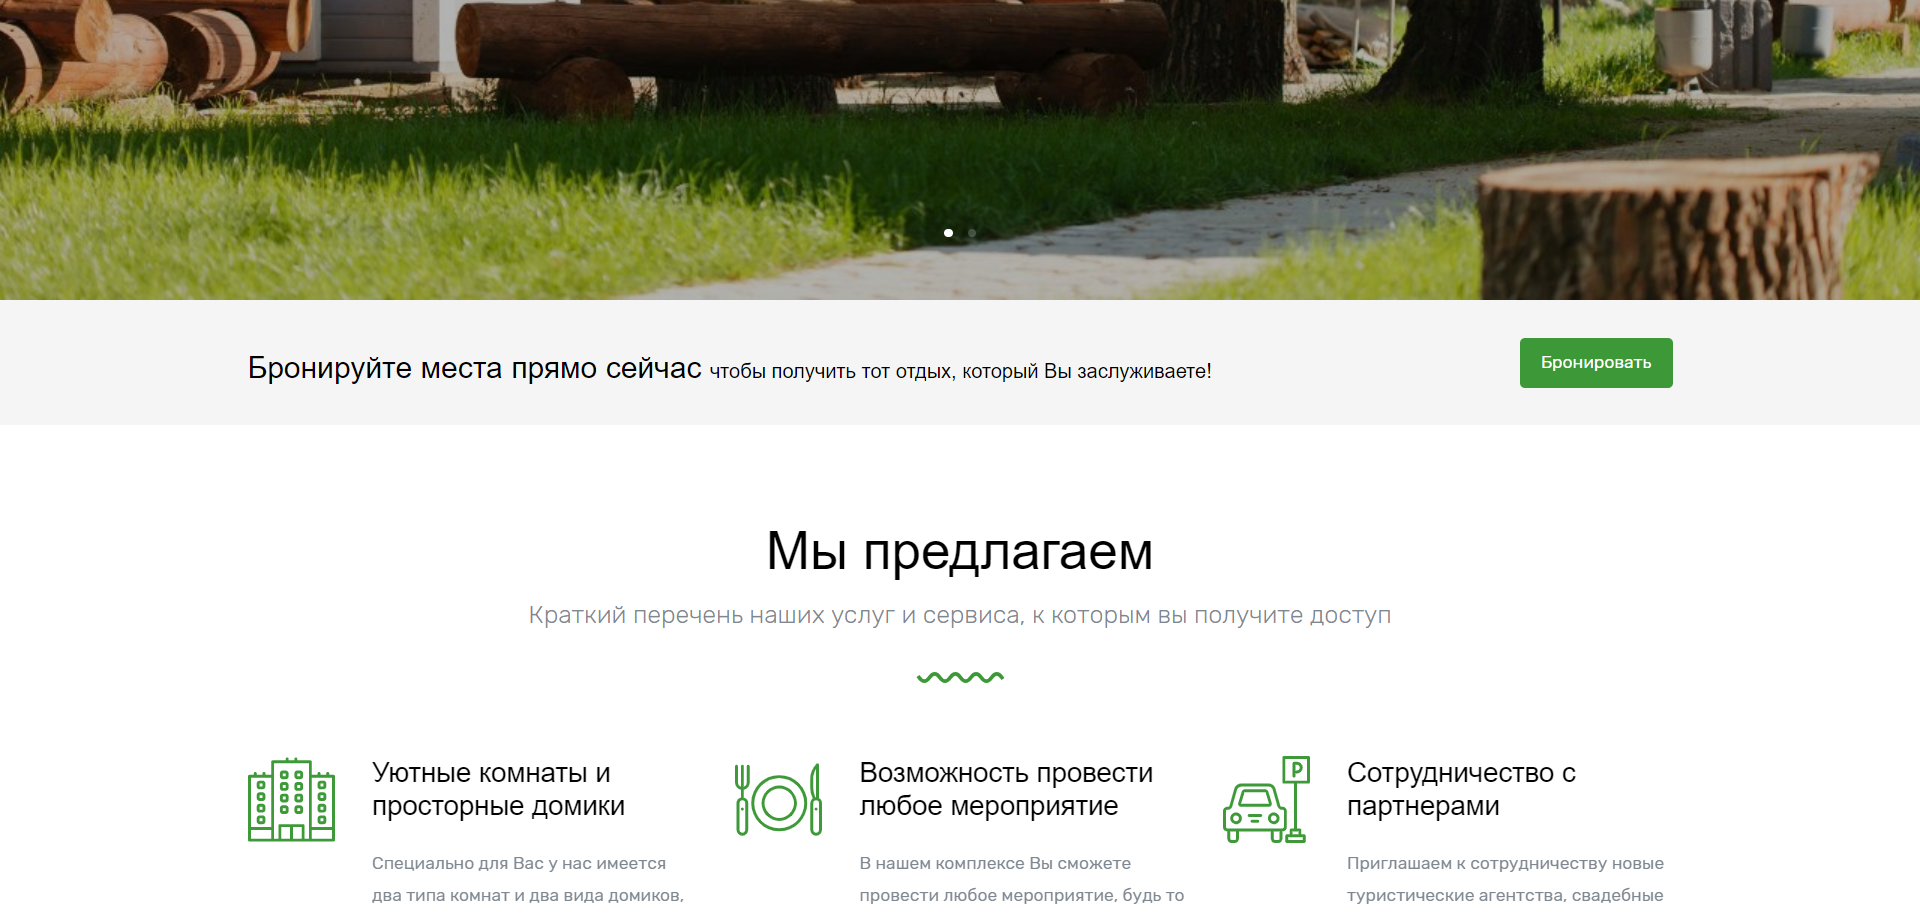 Бронируйте места прямо сейчас чтобы получить тот отдых, который Вы заслуживаете!
Бронировать
Мы предлагаем
Краткий перечень наших услуг и сервиса, к которым вы получите доступ
Уютные комнаты и
просторные домики
Специально для Вас у нас имеется
два типа комнат и два вида домиков,
Возможность провести
любое мероприятие
В нашем комплексе Вы сможете
провести любое мероприятие, будь то
P
Сотрудничество с
партнерами
Приглашаем к сотрудничеству новые
туристические агентства, свадебные